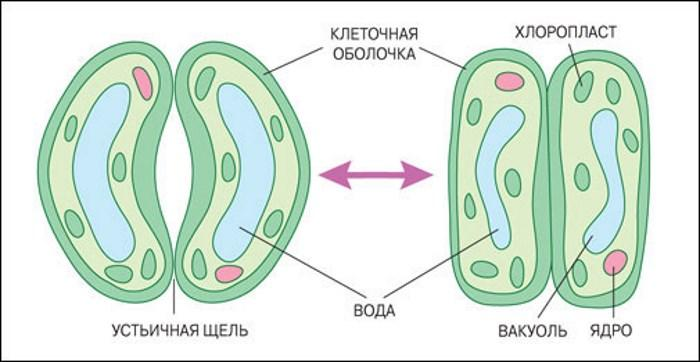 КЛЕТОЧНАЯ
ОБОЛОЧКА
ХЛОРОПЛАСТ
ВОДА
УСТЬИЧНАЯ ЩЕЛЬ
ВАКУОЛЬ
ЯДРО